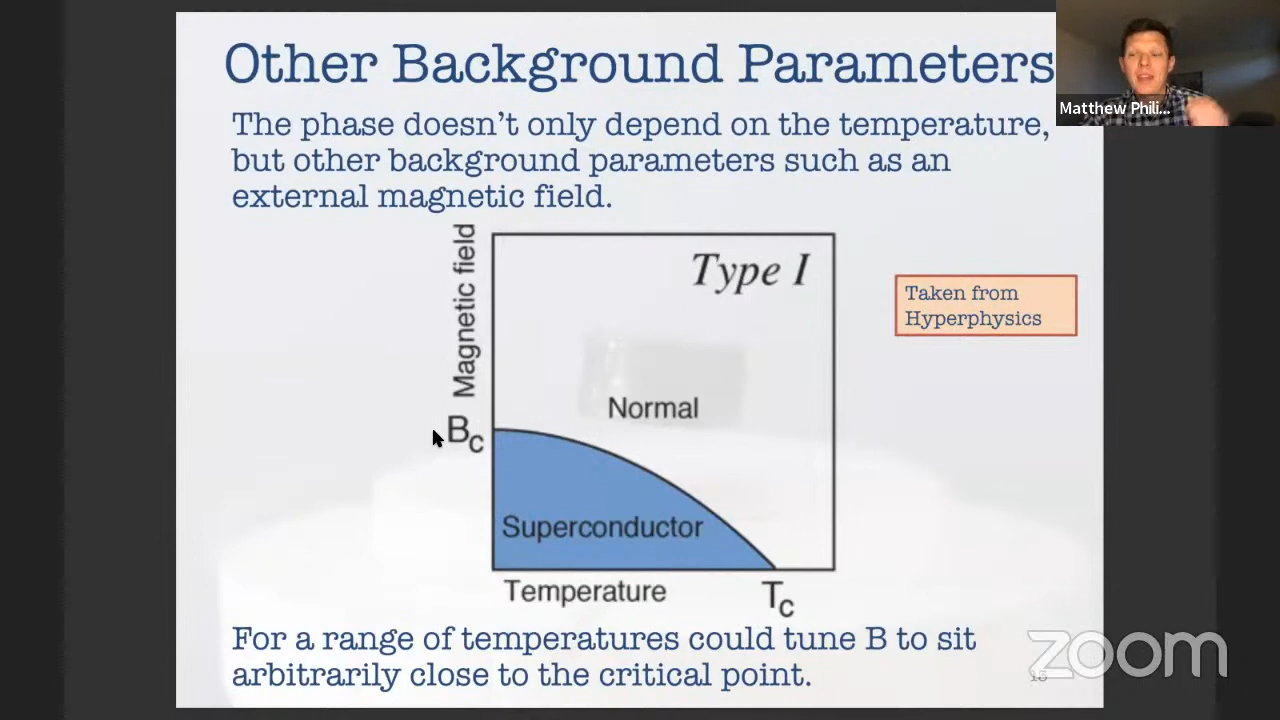 Other Background Parameters
Matthew Phili...
The phase doesn't only depend on the temperature,
but other background parameters such as an
external magnetic field.
Magnetic field
Type I
Taken from
Hyperphysics
Normal
Bc
Superconductor
Temperature
Tc
For a range of temperatures could tune B to sit
arbitrarily close to the critical point.
zoom
15